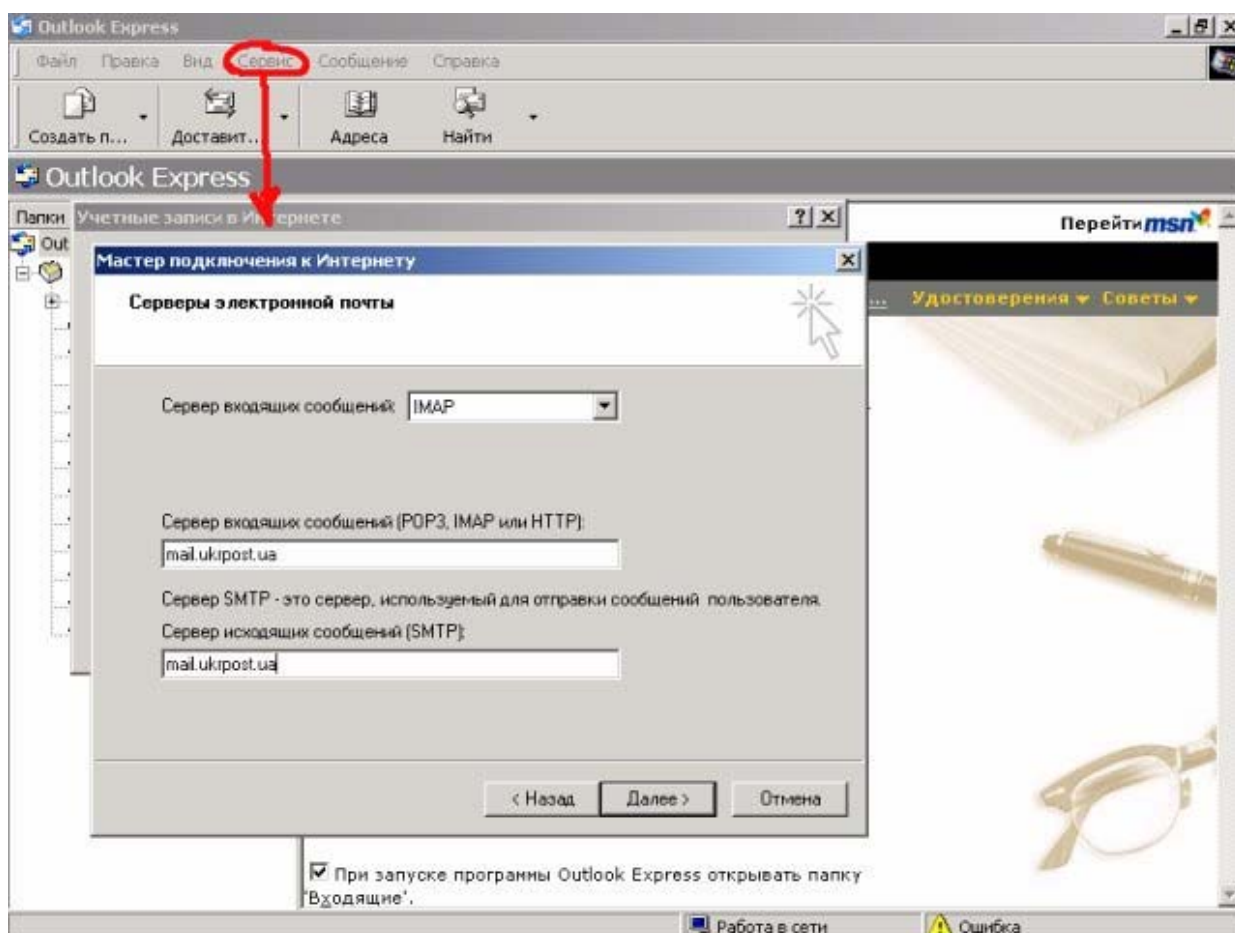 Outlook Express
Файл Правка Вид Сервис Сообщение Справка
Создать п... Доставит... Адреса Найти
Outlook Express
Папки Учетные записи в Интернете
Перейти msn
Out
Мастер подключения к Интернету
Серверы электронной почты
... Удостоверения Советы
Сервер входящих сообщений: IMAP
Сервер входящих сообщений (POP3, IMAP или HTTP):
mail.ukrpost.ua
Сервер SMTP - это сервер, используемый для отправки сообщений пользователя.
Сервер исходящих сообщений (SMTP):
mail.ukrpost.ua
< Назад Далее > Отмена
При запуске программы Outlook Express открывать папку
'Входящие'.
Работа в сети Ошибка